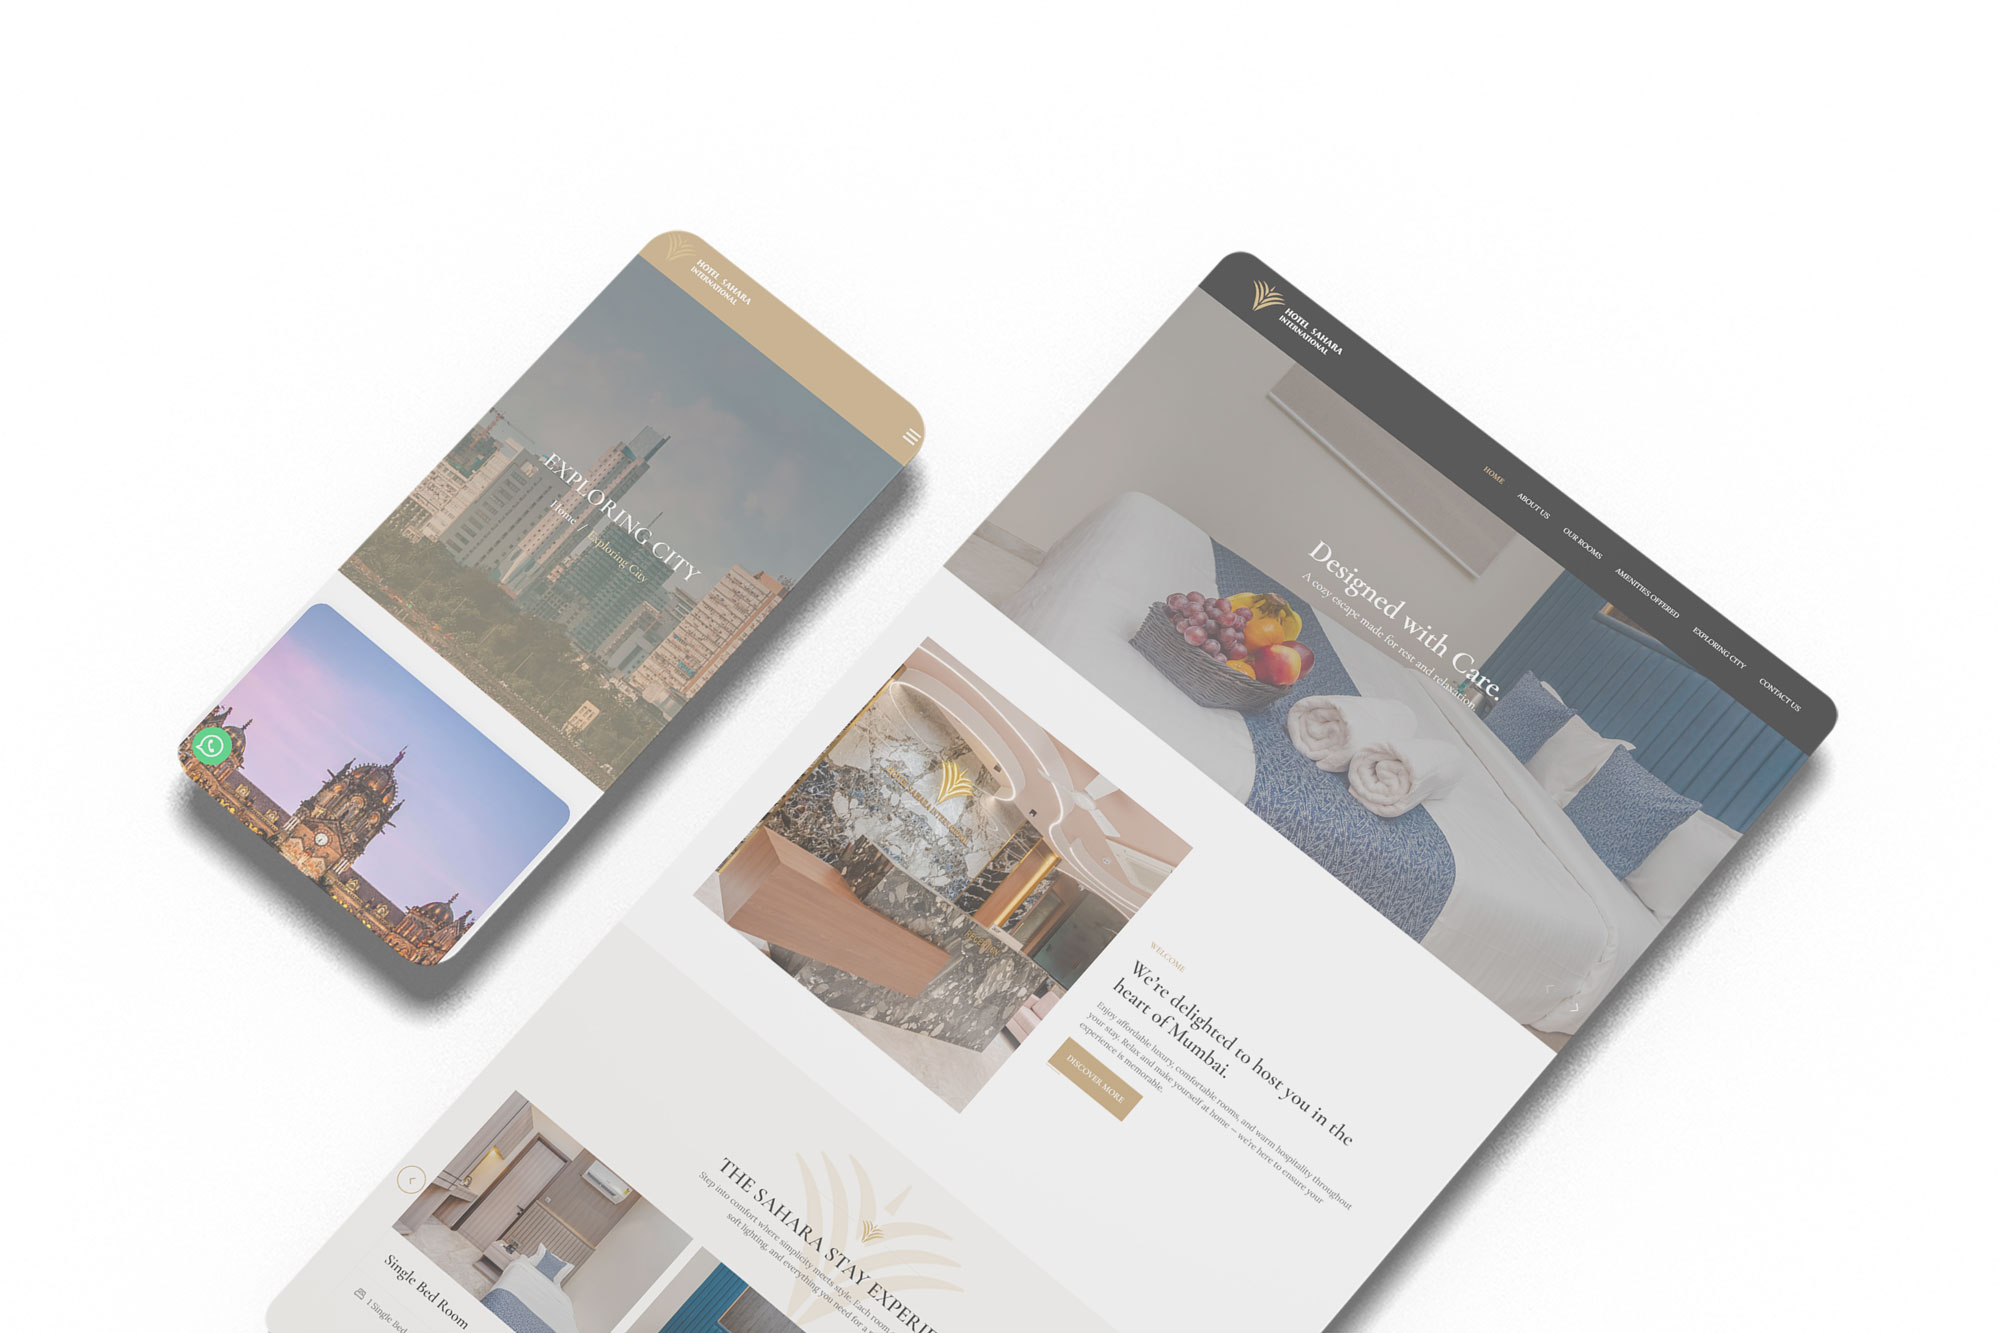 HOTEL SAHARA
INTERNATIONAL
EXPLORING CITY
Home // Exploring City
HOTEL SAHARA
INTERNATIONAL
HOME
ABOUT US
OUR ROOMS
AMENITIES OFFERED
EXPLORING CITY
CONTACT US
Designed with Care.
A cozy escape made for rest and relaxation.
WELCOME
We're delighted to host you in the
heart of Mumbai.
Enjoy affordable luxury, comfortable rooms, and warm hospitality throughout
your stay. Relax and make yourself at home – we're here to ensure your
experience is memorable.
DISCOVER MORE
THE SAHARA STAY EXPERIE
Step into comfort where simplicity meets style. Each room
soft lighting, and everything you need for a
Single Bed Room
1 Single Bed